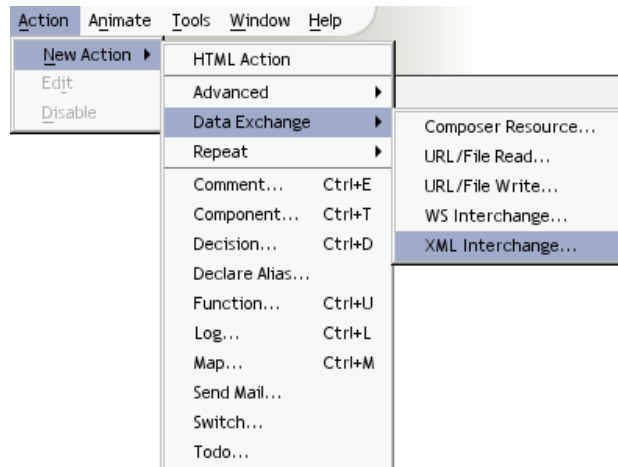 Action Animate Tools Window Help
New Action
Edit
Disable
HTML Action
Advanced
Data Exchange
Repeat
Comment... Ctrl+E
Component... Ctrl+T
Decision... Ctrl+D
Declare Alias...
Function... Ctrl+U
Log... Ctrl+L
Map... Ctrl+M
Send Mail...
Switch...
Todo...
Composer Resource...
URL/File Read...
URL/File Write...
WS Interchange...
XML Interchange...